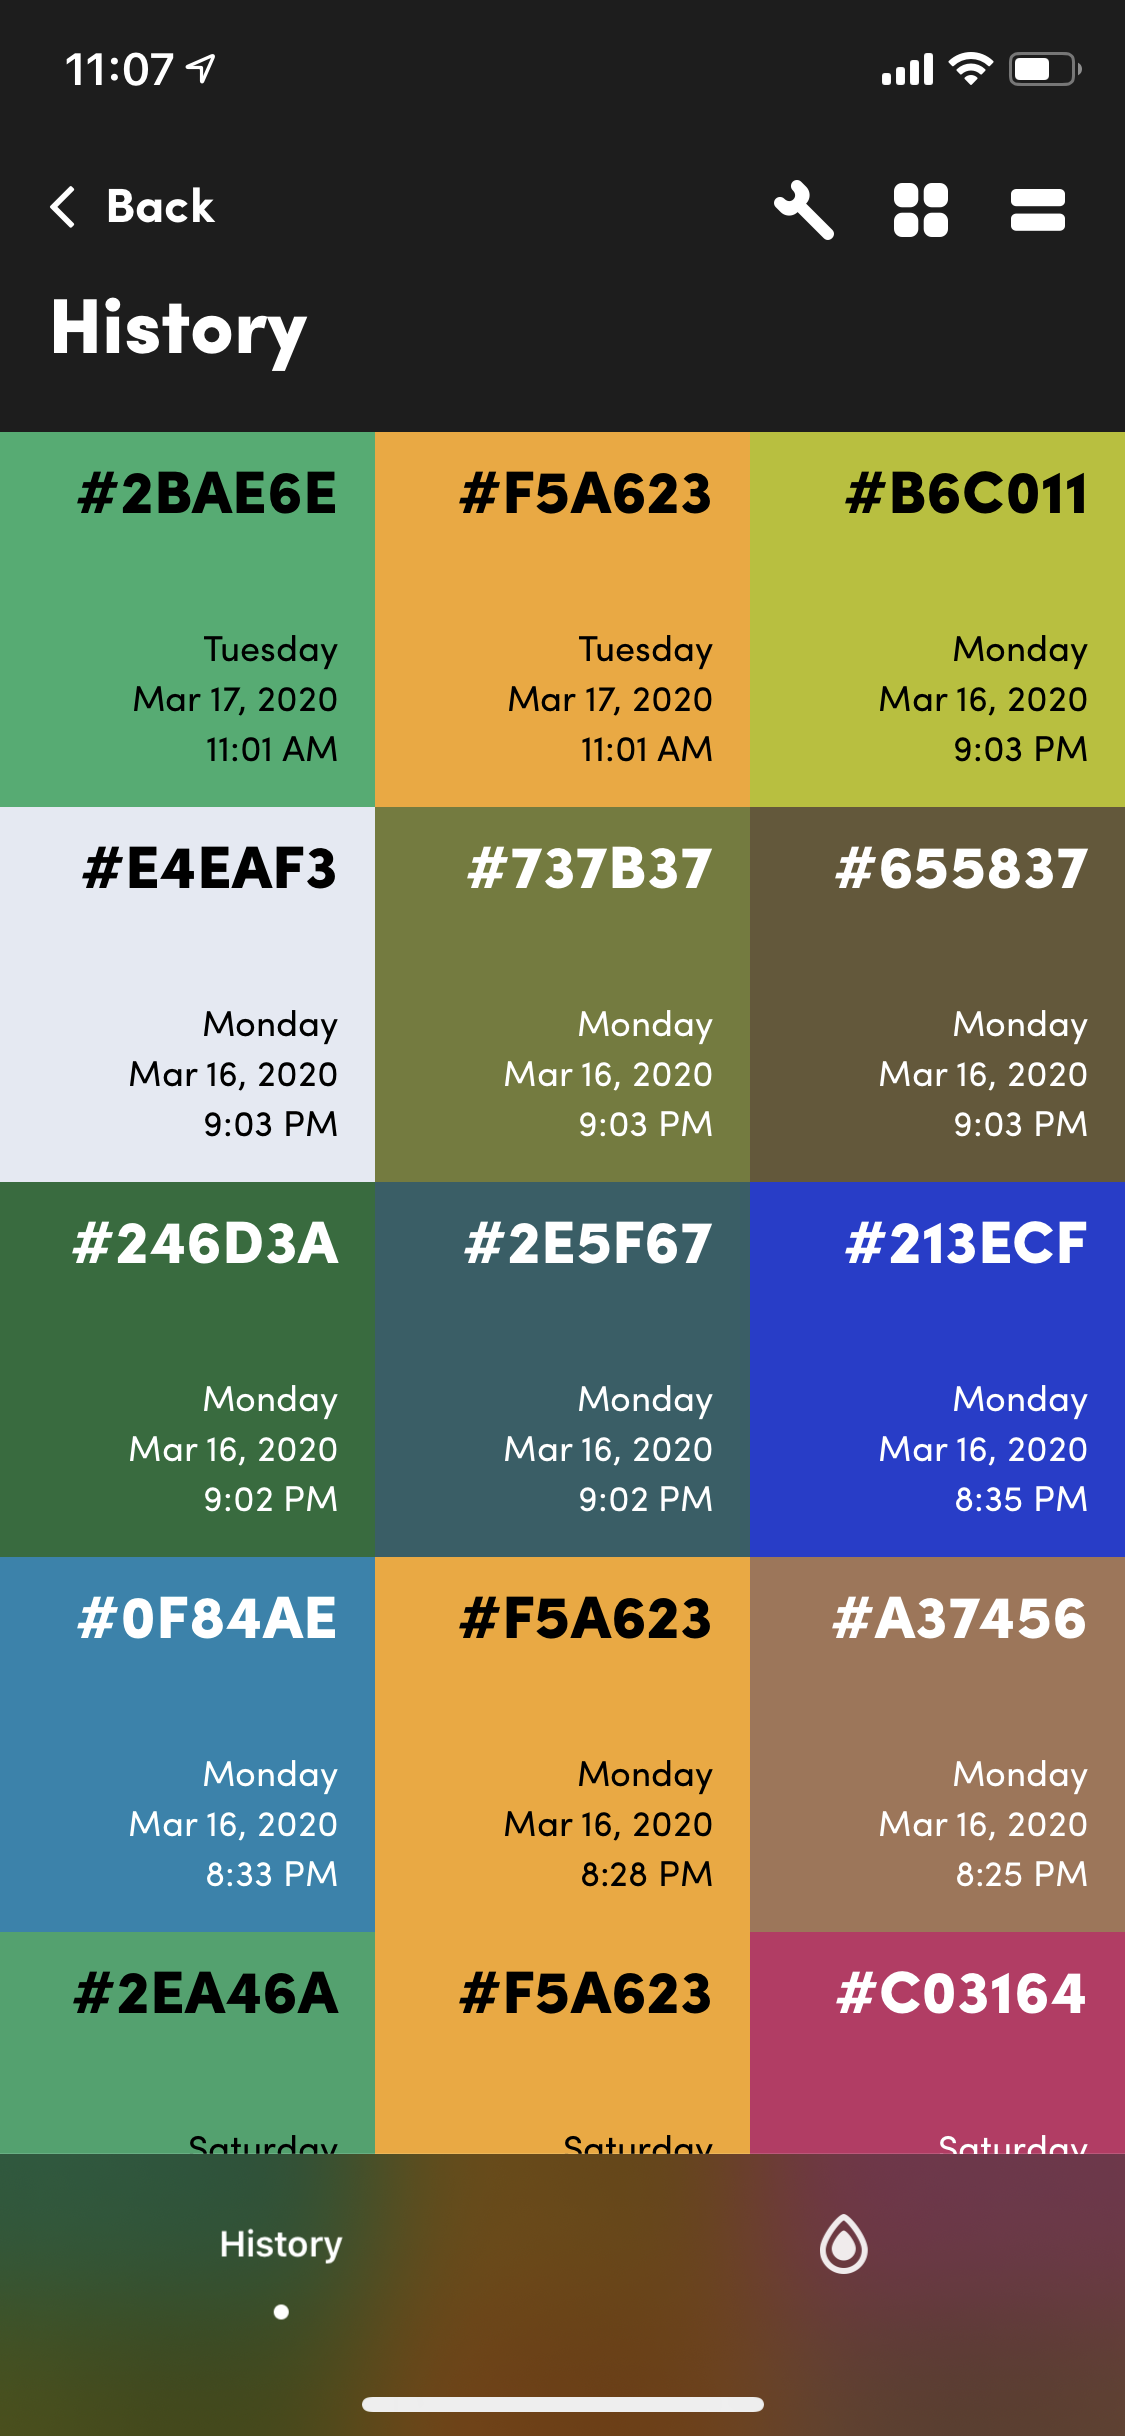 11:07
Back
History
#2BAE6E
Tuesday
Mar 17, 2020
11:01 AM
#F5A623
Tuesday
Mar 17, 2020
11:01 AM
#B6C011
Monday
Mar 16, 2020
9:03 PM
#E4EAF3
Monday
Mar 16, 2020
9:03 PM
#737B37
Monday
Mar 16, 2020
9:03 PM
#655837
Monday
Mar 16, 2020
9:03 PM
#246D3A
Monday
Mar 16, 2020
9:02 PM
#2E5F67
Monday
Mar 16, 2020
9:02 PM
#213ECF
Monday
Mar 16, 2020
8:35 PM
#0F84AE
Monday
Mar 16, 2020
8:33 PM
#F5A623
Monday
Mar 16, 2020
8:28 PM
#A37456
Monday
Mar 16, 2020
8:25 PM
#2EA46A
Saturday
#F5A623
Saturday
#C03164
Saturday
History